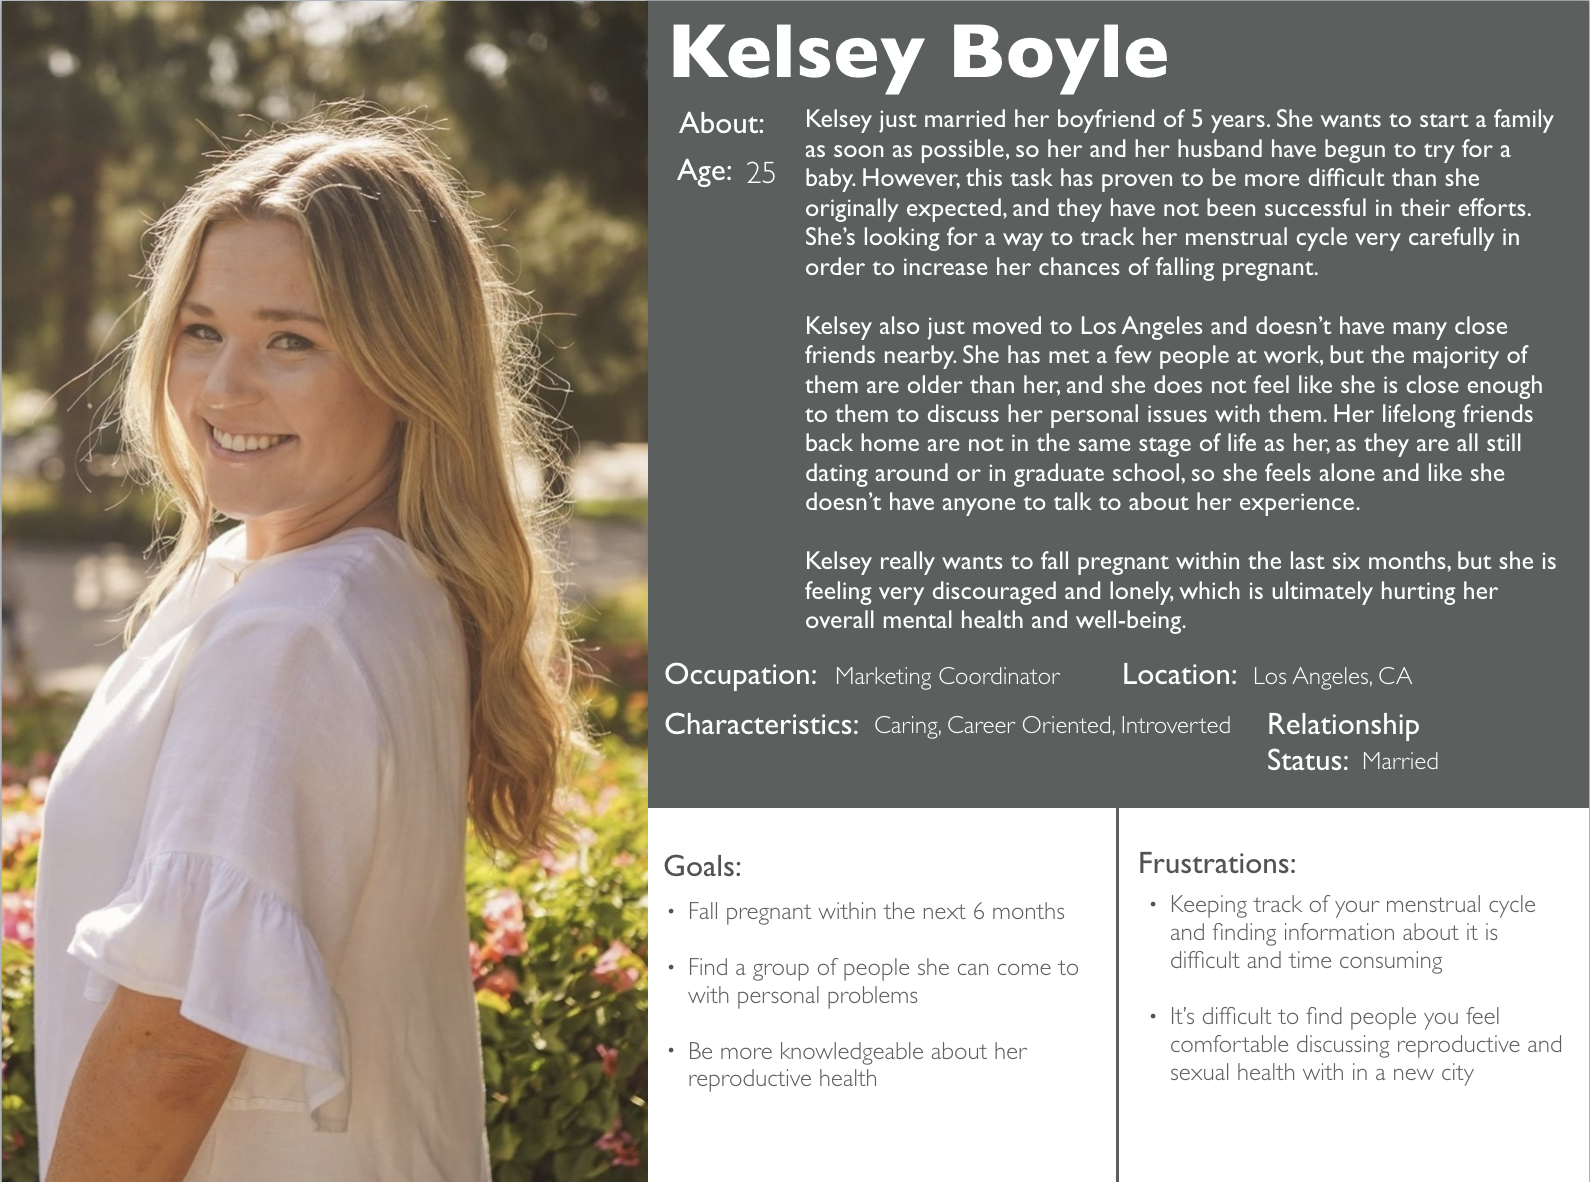 Kelsey Boyle
About:
Age: 25
Kelsey just married her boyfriend of 5 years. She wants to start a family
as soon as possible, so her and her husband have begun to try for a
baby. However, this task has proven to be more difficult than she
originally expected, and they have not been successful in their efforts.
She’s looking for a way to track her menstrual cycle very carefully in
order to increase her chances of falling pregnant.
Kelsey also just moved to Los Angeles and doesn’t have many close
friends nearby. She has met a few people at work, but the majority of
them are older than her, and she does not feel like she is close enough
to them to discuss her personal issues with them. Her lifelong friends
back home are not in the same stage of life as her, as they are all still
dating around or in graduate school, so she feels alone and like she
doesn’t have anyone to talk to about her experience.
Kelsey really wants to fall pregnant within the last six months, but she is
feeling very discouraged and lonely, which is ultimately hurting her
overall mental health and well-being.
Occupation: Marketing Coordinator
Location: Los Angeles, CA
Characteristics: Caring, Career Oriented, Introverted
Relationship
Status: Married
Goals:
• Fall pregnant within the next 6 months
• Find a group of people she can come to
with personal problems
• Be more knowledgeable about her
reproductive health
Frustrations:
• Keeping track of your menstrual cycle
and finding information about it is
difficult and time consuming
• It’s difficult to find people you feel
comfortable discussing reproductive and
sexual health with in a new city